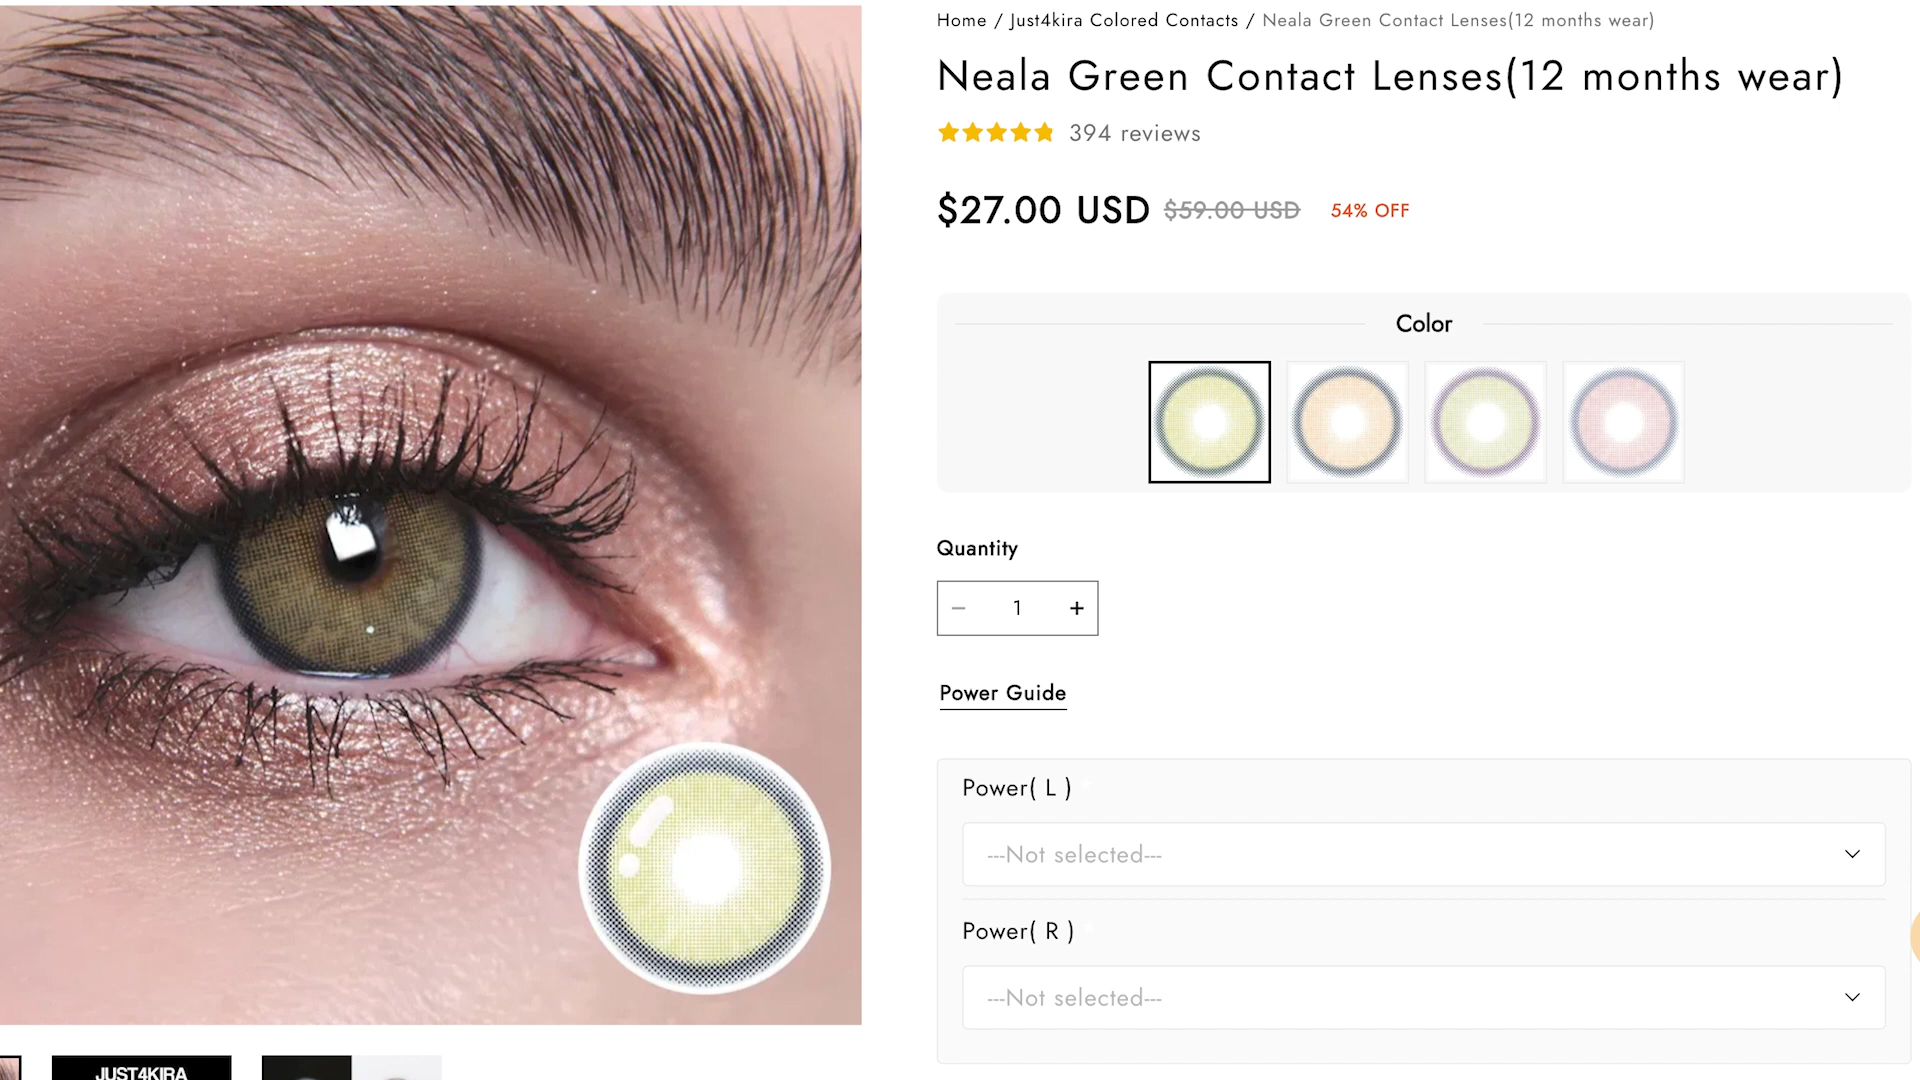 Home / Just4kira Colored Contacts / Neala Green Contact Lenses(12 months wear)
Neala Green Contact Lenses(12 months wear)
394 reviews
$27.00 USD $59.00 USD 54% OFF
Color
Quantity
− 1 +
Power Guide
Power( L )
---Not selected---
Power( R )
---Not selected---
JUST4KIRA